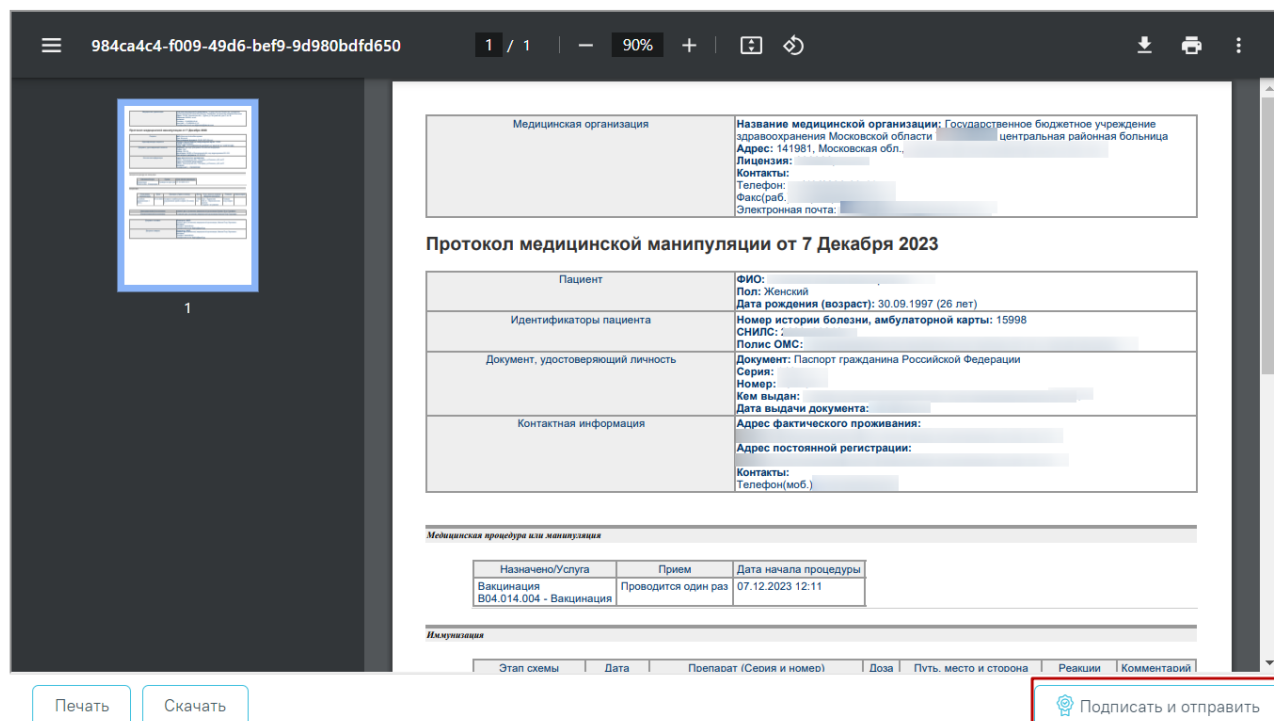 984ca4c4-f009-49d6-bef9-9d980bdfd650
1 / 1
90%
1
Медицинская организация
Название медицинской организации: Государственное бюджетное учреждение
здравоохранения Московской области центральная районная больница
Адрес: 141981, Московская обл.,
Лицензия:
Контакты:
Телефон:
Факс(раб.
Электронная почта:
Протокол медицинской манипуляции от 7 Декабря 2023
Пациент
ФИО:
Пол: Женский
Дата рождения (возраст): 30.09.1997 (26 лет)
Идентификаторы пациента
Номер истории болезни, амбулаторной карты: 15998
СНИЛС:
Полис ОМС:
Документ, удостоверяющий личность
Документ: Паспорт гражданина Российской Федерации
Серия:
Номер:
Кем выдан:
Дата выдачи документа:
Контактная информация
Адрес фактического проживания:
Адрес постоянной регистрации:
Контакты:
Телефон(моб.)
Медицинская процедура или манипуляция
Назначено/Услуга Прием Дата начала процедуры
Вакцинация Проводится один раз 07.12.2023 12:11
B04.014.004 - Вакцинация
Иммунизация
Этап схемы Дата Препарат (Серия и номер) Доза Путь, место и сторона Реакции Комментарий
Печать Скачать Подписать и отправить